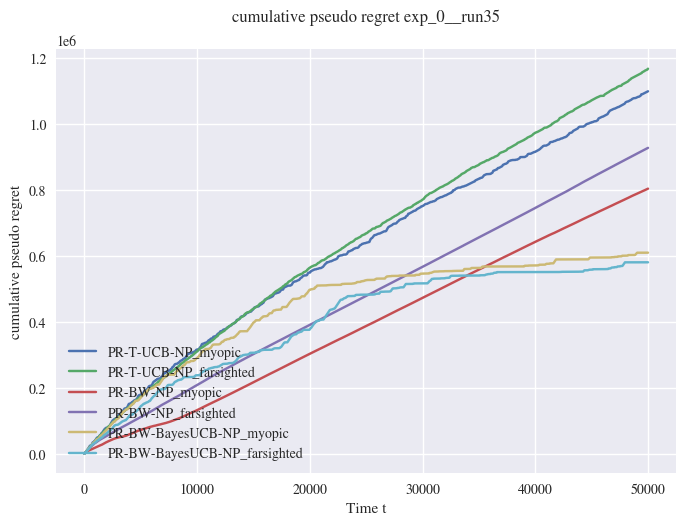 cumulative pseudo regret exp_0__run35
1e6
1.2
1.0
0.8
0.6
0.4
0.2
0.0
cumulative pseudo regret
PR-T-UCB-NP_myopic
PR-T-UCB-NP_farsighted
PR-BW-NP_myopic
PR-BW-NP_farsighted
PR-BW-BayesUCB-NP_myopic
PR-BW-BayesUCB-NP_farsighted
0 10000 20000 30000 40000 50000
Time t